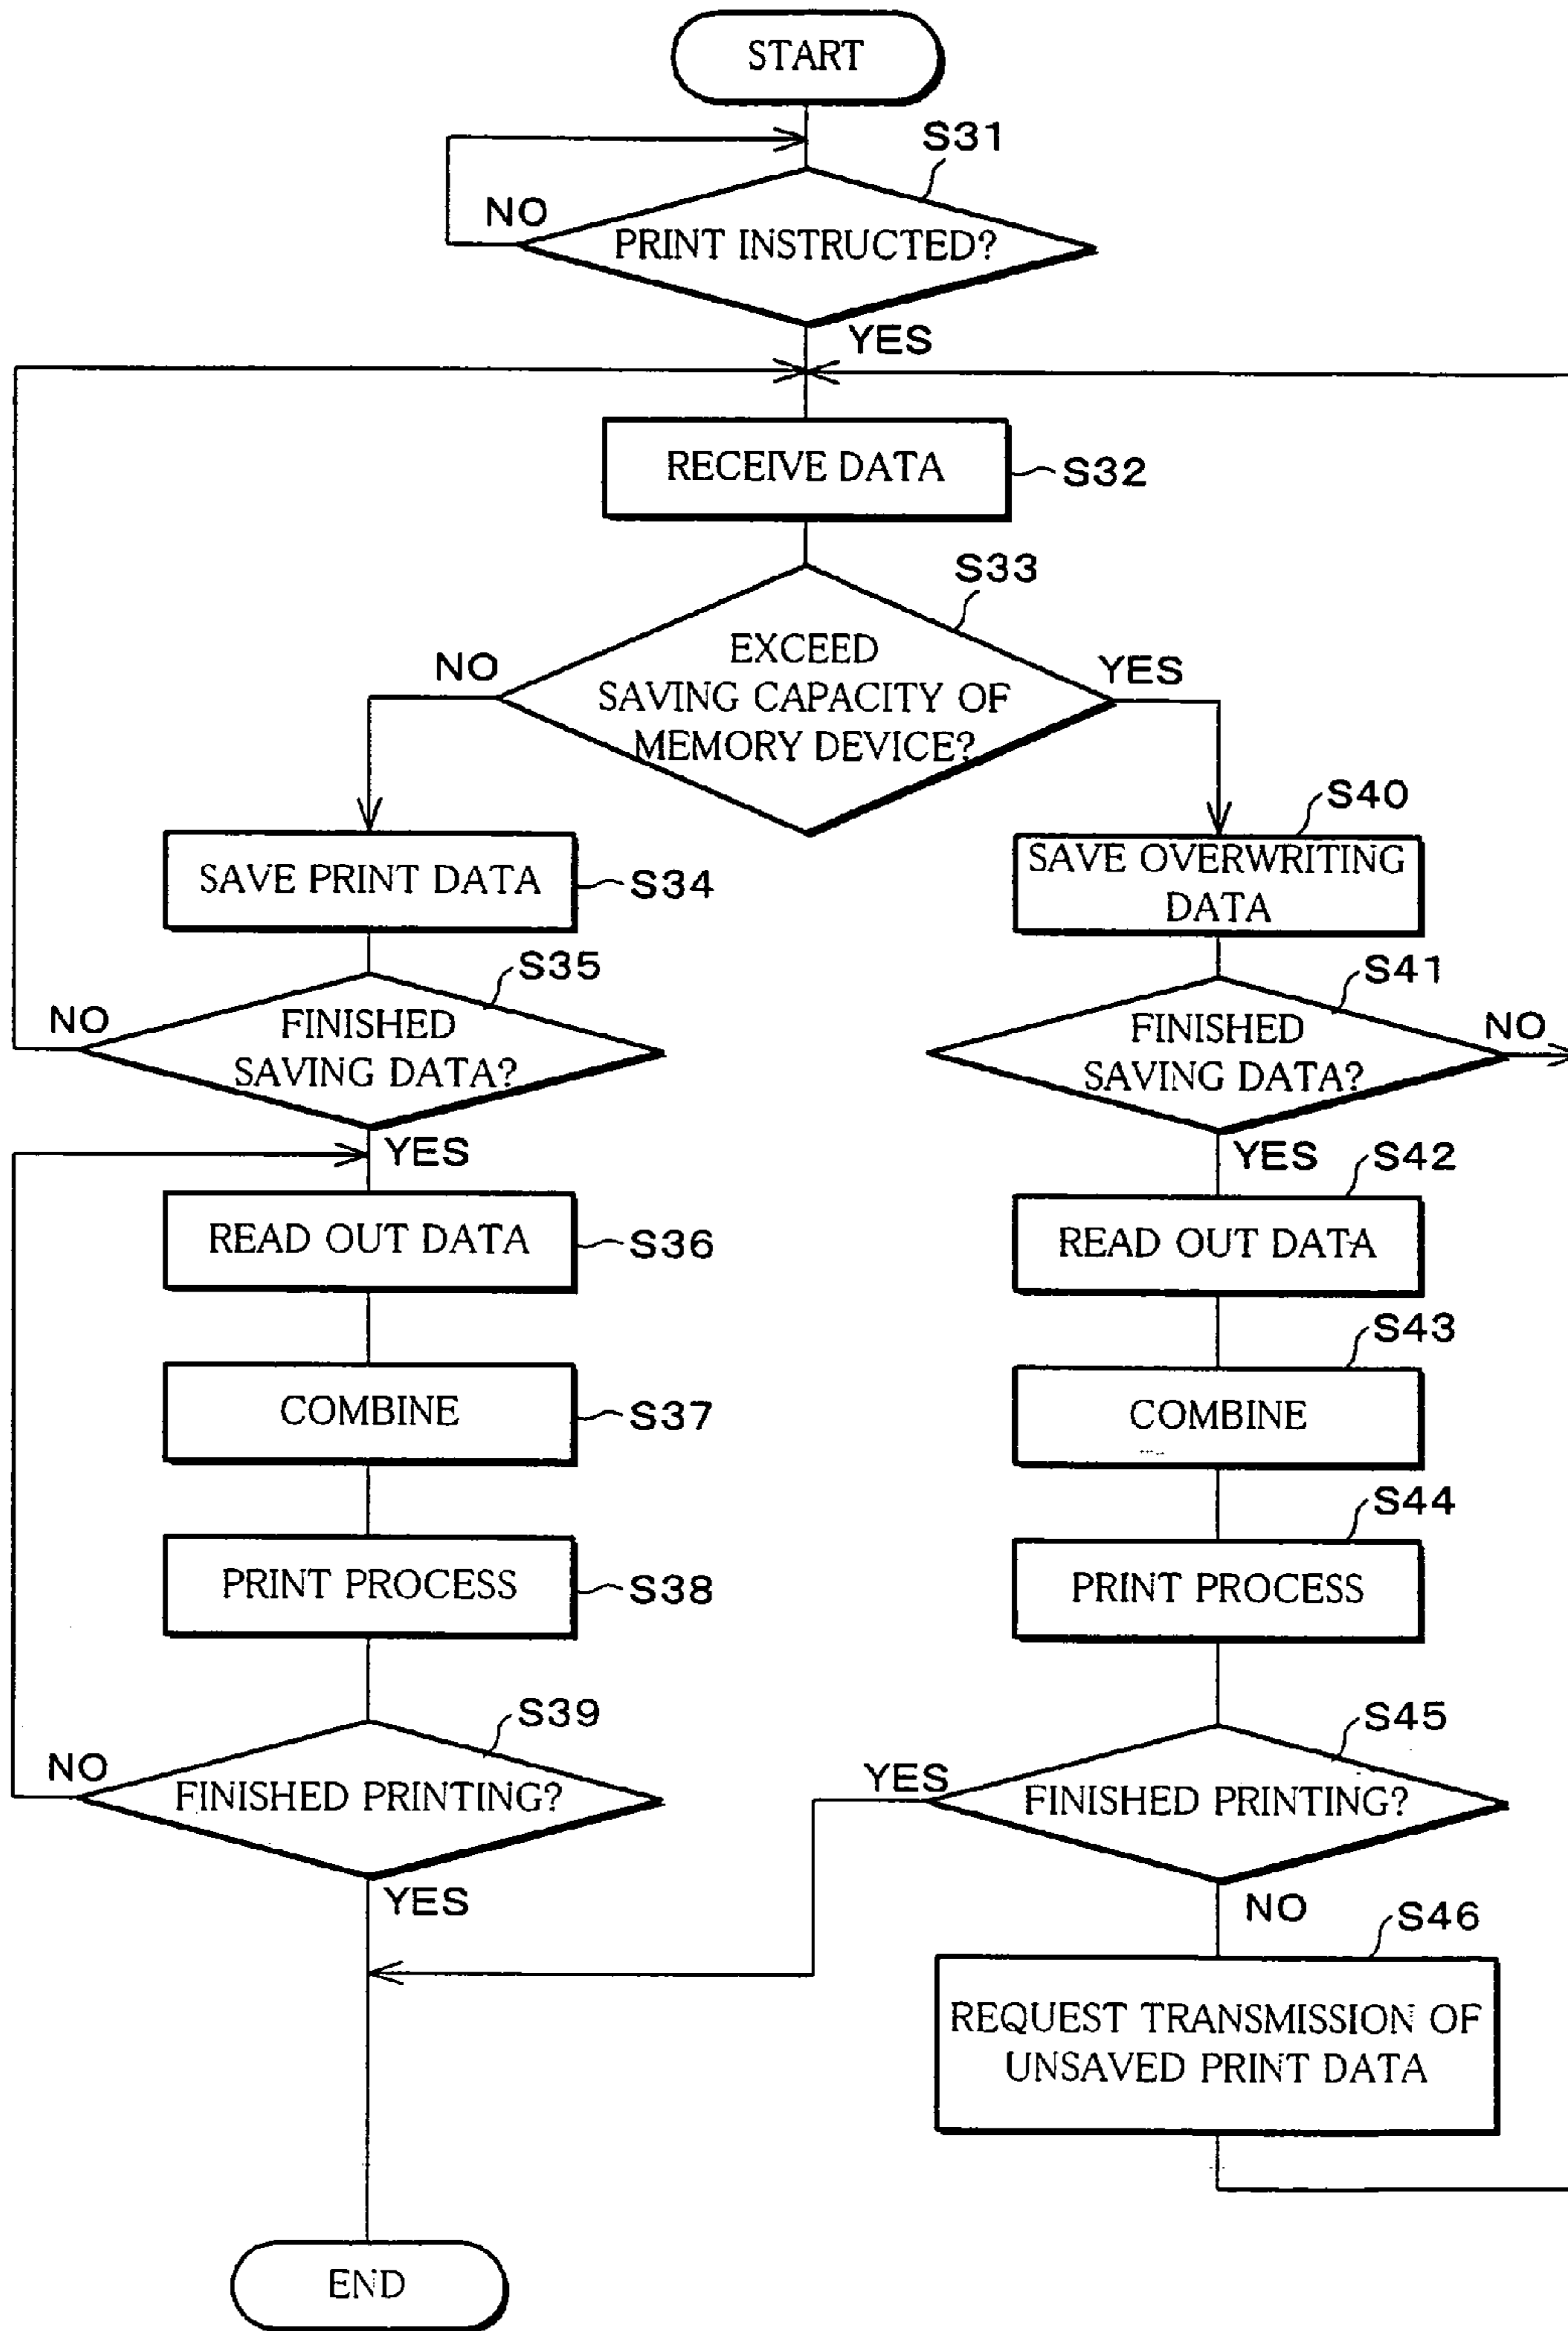 START
S31
NO
PRINT INSTRUCTED?
YES
RECEIVE DATA
S32
S33
NO
EXCEED
SAVING CAPACITY OF
MEMORY DEVICE?
YES
S40
SAVE PRINT DATA
S34
SAVE OVERWRITING
DATA
S35
S41
NO
FINISHED
SAVING DATA?
FINISHED
SAVING DATA?
NO
YES
YES
S42
READ OUT DATA
S36
READ OUT DATA
S43
COMBINE
S37
COMBINE
S44
PRINT PROCESS
S38
PRINT PROCESS
S39
S45
NO
FINISHED PRINTING?
YES
FINISHED PRINTING?
YES
NO
S46
REQUEST TRANSMISSION OF
UNSAVED PRINT DATA
END